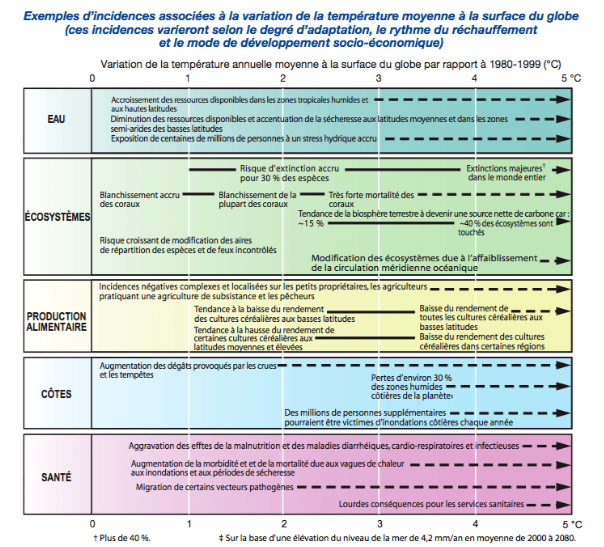 Exemples d'incidences associées à la variation de la température moyenne à la surface du globe
(ces incidences varieront selon le degré d'adaptation, le rythme du réchauffement
et le mode de développement socio-économique)
Variation de la température annuelle moyenne à la surface du globe par rapport à 1980-1999 (°C)
0 1 2 3 4 5 °C
EAU
Accroissement des ressources disponibles dans les zones tropicales humides et
aux hautes latitudes
Diminution des ressources disponibles et accentuation de la sécheresse aux latitudes moyennes et dans les zones
semi-arides des basses latitudes
Exposition de centaines de millions de personnes à un stress hydrique accru
ÉCOSYSTÈMES
Risque d'extinction accru
pour 30 % des espèces
Extinctions majeures†
dans le monde entier
Blanchissement accru
des coraux
Blanchissement de la
plupart des coraux
Très forte mortalité des
coraux
Tendance de la biosphère terrestre à devenir une source nette de carbone car :
~15 %
~40 % des écosystèmes sont
touchés
Risque croissant de modification des aires
de répartition des espèces et de feux incontrôlés
Modification des écosystèmes due à l'affaiblissement
de la circulation méridienne océanique
PRODUCTION
ALIMENTAIRE
Incidences négatives complexes et localisées sur les petits propriétaires, les agriculteurs
pratiquant une agriculture de subsistance et les pêcheurs
Tendance à la baisse du rendement
des cultures céréalières aux basses latitudes
Baisse du rendement de
toutes les cultures céréalières aux
basses latitudes
Tendance à la hausse du rendement de
certaines cultures céréalières aux
latitudes moyennes et élevées
Baisse du rendement des cultures
céréalières dans certaines régions
CÔTES
Augmentation des dégâts provoqués par les crues
et les tempêtes
Pertes d'environ 30 %
des zones humides
côtières de la planète‡
Des millions de personnes supplémentaires
pourraient être victimes d'inondations côtières chaque année
SANTÉ
Aggravation des efftes de la malnutrition et des maladies diarrhéiques, cardio-respiratoires et infectieuses
Augmentation de la morbidité et et de la mortalité due aux vagues de chaleur
aux inondations et aux périodes de sécheresse
Migration de certains vecteurs pathogènes
Lourdes conséquences pour les services sanitaires
0 1 2 3 4 5 °C
† Plus de 40 %. ‡ Sur la base d'une élévation du niveau de la mer de 4,2 mm/an en moyenne de 2000 à 2080.